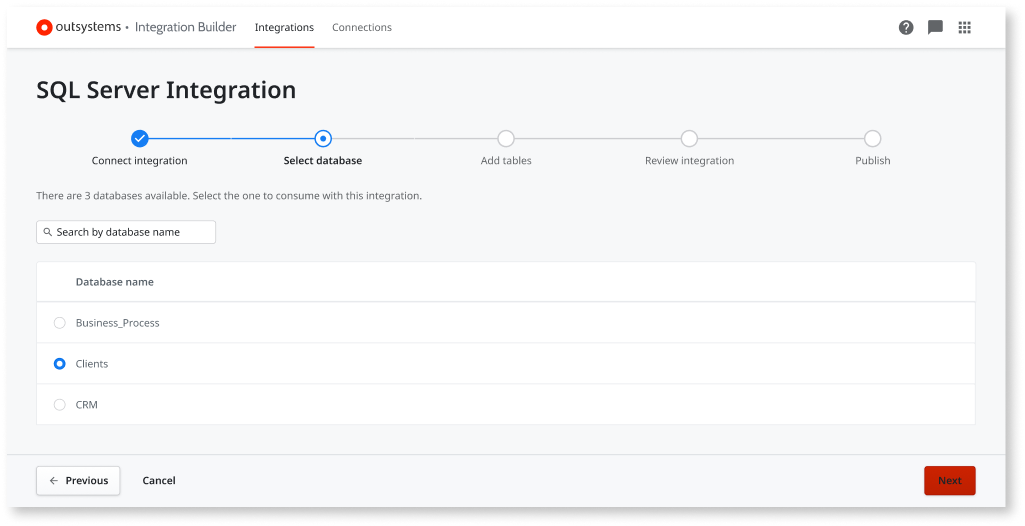 outsystems • Integration Builder Integrations Connections
SQL Server Integration
Connect integration Select database Add tables Review integration Publish
There are 3 databases available. Select the one to consume with this integration.
Search by database name
Database name
Business_Process
Clients
CRM
Previous Cancel Next